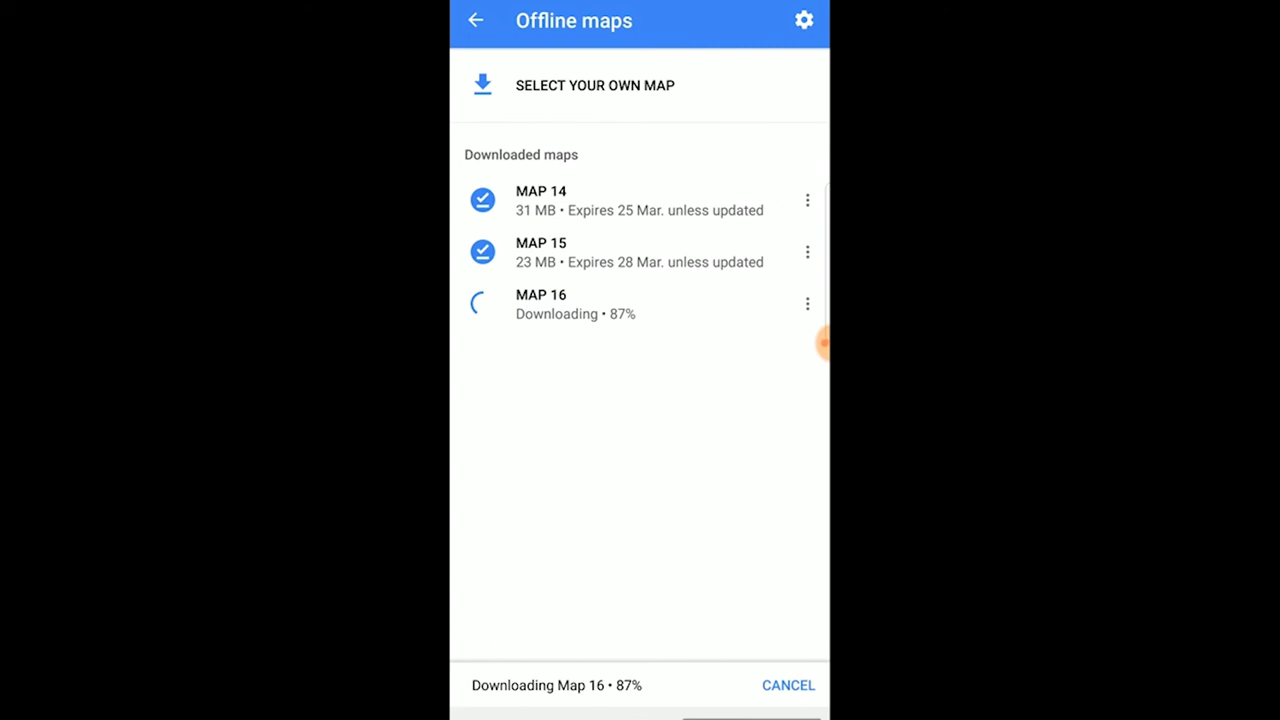 Offline maps
SELECT YOUR OWN MAP
Downloaded maps
MAP 14
31 MB • Expires 25 Mar. unless updated
MAP 15
23 MB • Expires 28 Mar. unless updated
MAP 16
Downloading • 87%
Downloading Map 16 • 87%
CANCEL